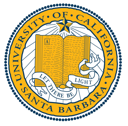 UNIVERSITY OF CALIFORNIA
SANTA BARBARA
LET THERE BE LIGHT